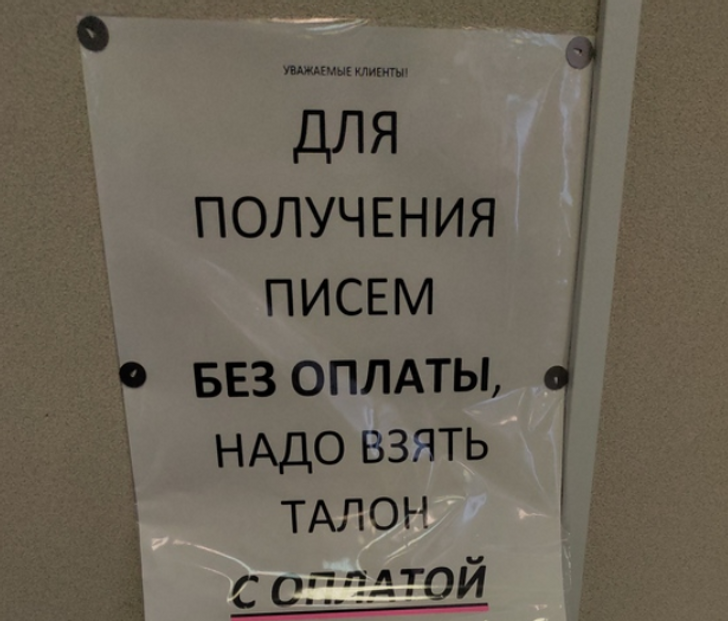 УВАЖАЕМЫЕ КЛИЕНТЫ!
ДЛЯ
ПОЛУЧЕНИЯ
ПИСЕМ
БЕЗ ОПЛАТЫ,
НАДО ВЗЯТЬ
ТАЛОН
С ОПЛАТОЙ